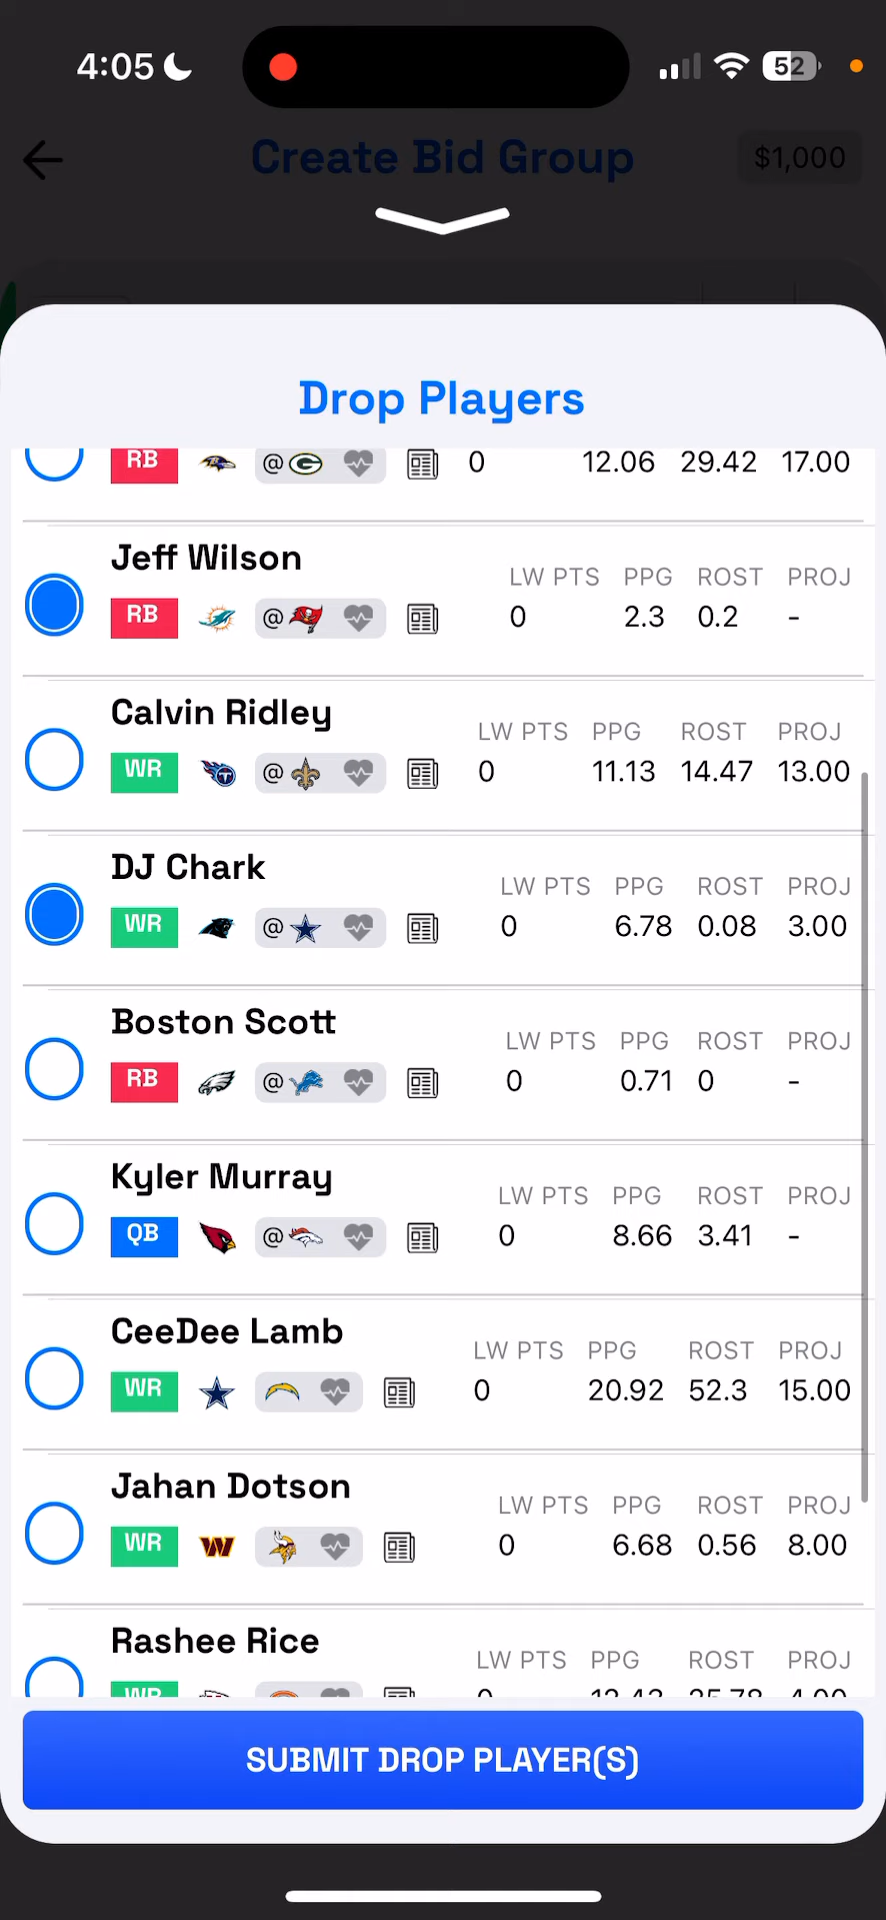 4:05
52
Create Bid Group
$1,000
Drop Players
RB @ 0 12.06 29.42 17.00
Jeff Wilson
LW PTS PPG ROST PROJ
RB @ 0 2.3 0.2 -
Calvin Ridley
LW PTS PPG ROST PROJ
WR @ 0 11.13 14.47 13.00
DJ Chark
LW PTS PPG ROST PROJ
WR @ 0 6.78 0.08 3.00
Boston Scott
LW PTS PPG ROST PROJ
RB @ 0 0.71 0 -
Kyler Murray
LW PTS PPG ROST PROJ
QB @ 0 8.66 3.41 -
CeeDee Lamb
LW PTS PPG ROST PROJ
WR 0 20.92 52.3 15.00
Jahan Dotson
LW PTS PPG ROST PROJ
WR 0 6.68 0.56 8.00
Rashee Rice
LW PTS PPG ROST PROJ
WR
SUBMIT DROP PLAYER(S)